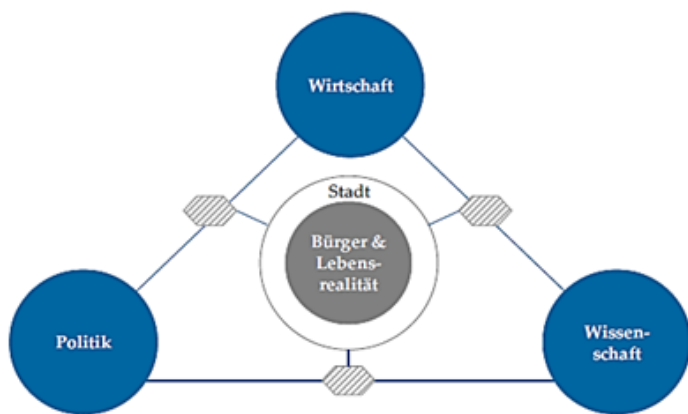 Wirtschaft
Stadt
Bürger &
Lebens-
realität
Politik
Wissen-
schaft